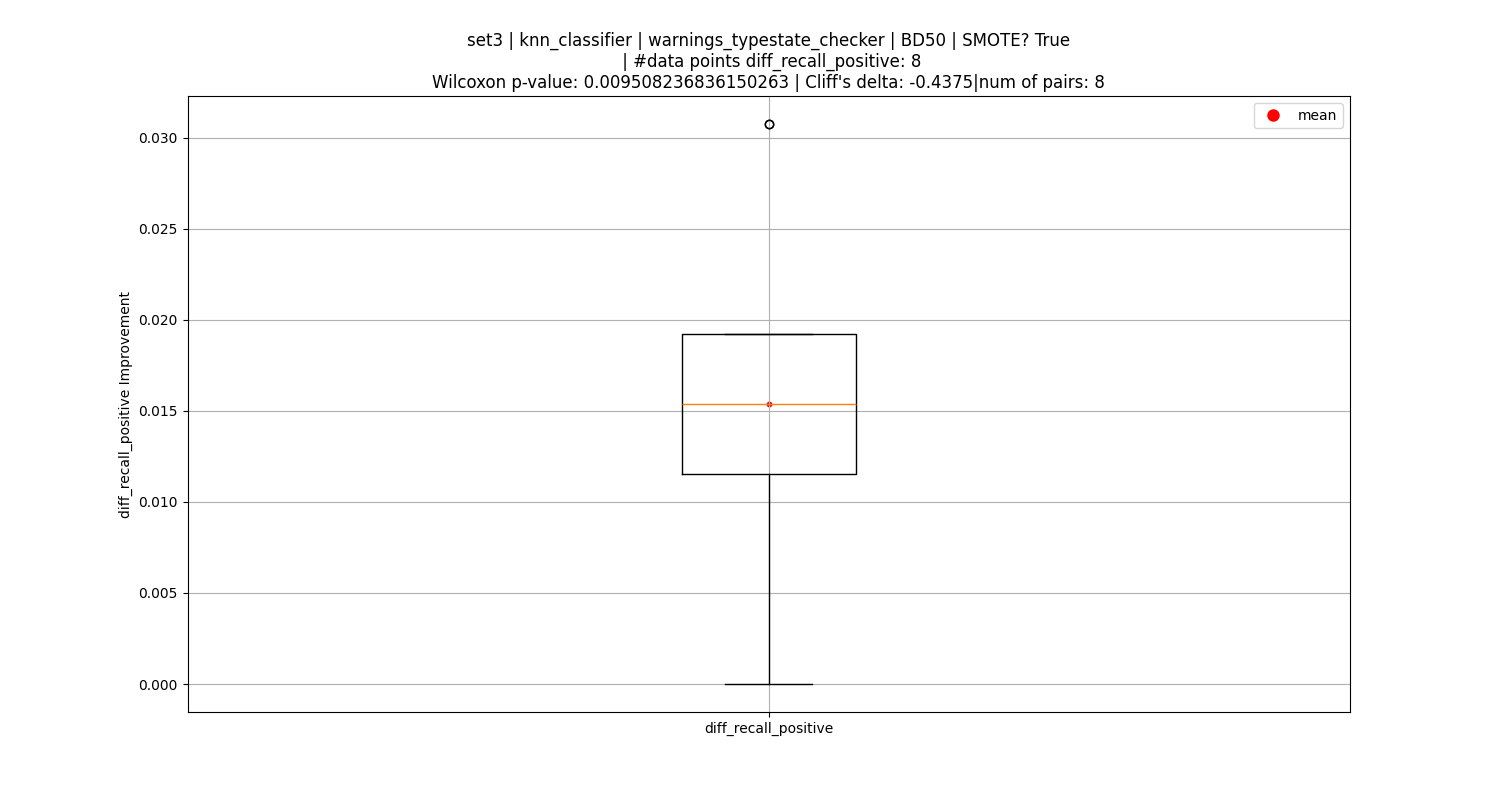 set3 | knn_classifier | warnings_typestate_checker | BD50 | SMOTE? True
| #data points diff_recall_positive: 8
Wilcoxon p-value: 0.009508236836150263 | Cliff's delta: -0.4375|num of pairs: 8
mean
0.030
0.025
0.020
0.015
0.010
0.005
0.000
diff_recall_positive Improvement
diff_recall_positive